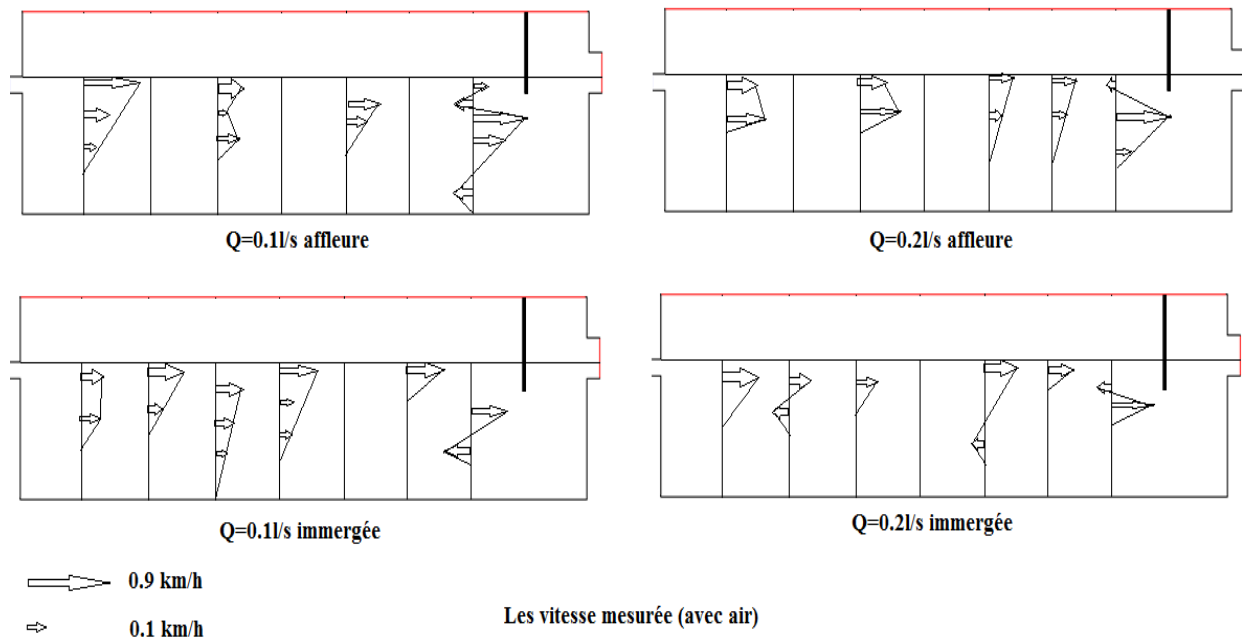 Q=0.1l/s affleure
Q=0.2l/s affleure
Q=0.1l/s immergée
Q=0.2l/s immergée
0.9 km/h
0.1 km/h
Les vitesse mesurée (avec air)